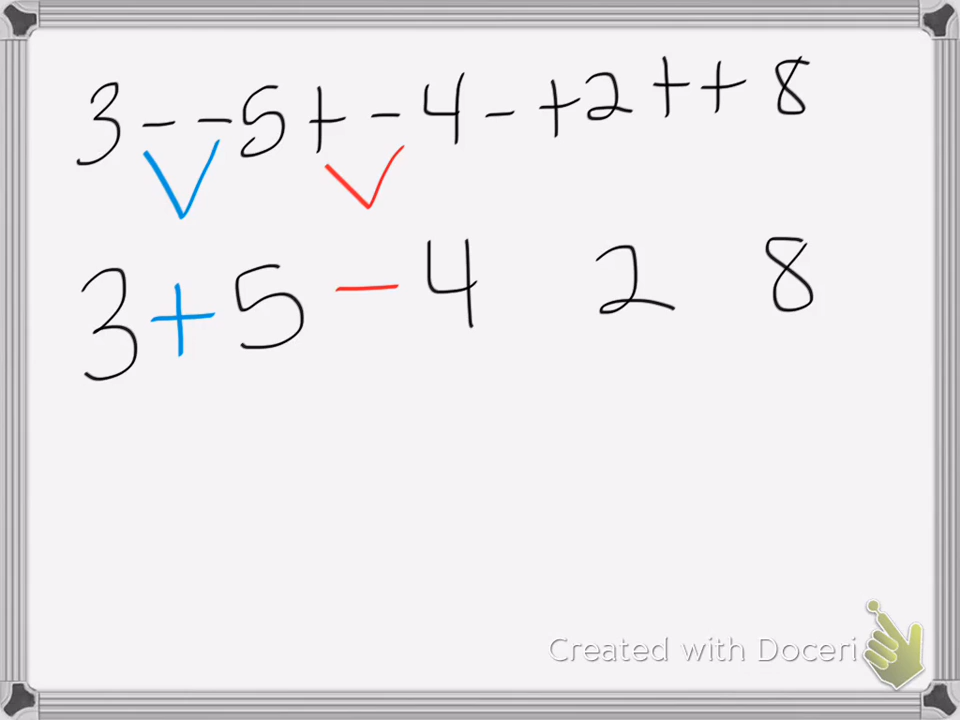 3 - - 5 + - 4 - + 2 + + 8
3 + 5 - 4 2 8
Created with Doceri